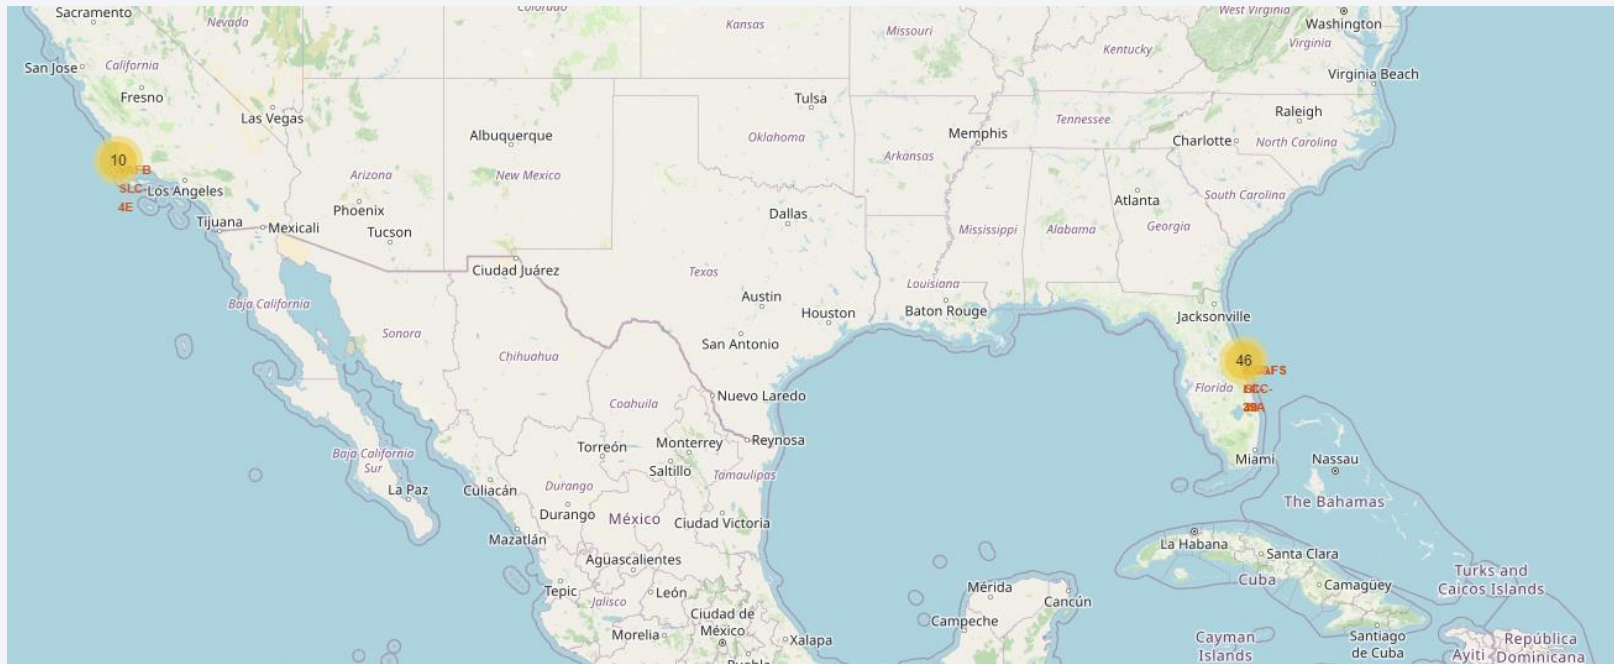 Sacramento
Nevada
Colorado
Kansas
Missouri
West Virginia
Washington
Virginia
Kentucky
San Jose
California
Virginia Beach
Fresno
Las Vegas
Tulsa
Raleigh
Tennessee
Albuquerque
Oklahoma
Memphis
Charlotte
North Carolina
10
Arkansas
SLC-
4E
Los Angeles
Arizona
New Mexico
South Carolina
Atlanta
Phoenix
Dallas
Tijuana
Mexicali
Tucson
Mississippi
Alabama
Georgia
Ciudad Juárez
Texas
Louisiana
Baja California
Austin
Houston
Baton Rouge
Jacksonville
Sonora
San Antonio
Chihuahua
46
Florida
Nuevo Laredo
Coahuila
Torreón
Monterrey
Reynosa
Baja California
Sur
Saltillo
Tamaulipas
Miami
Nassau
La Paz
Culiacán
Durango
The Bahamas
Durango
México
Ciudad Victoria
Mazatlán
La Habana
Santa Clara
Aguascalientes
Cuba
Camagüey
Turks and
Caicos Islands
Tepic
León
Jalisco
Mérida
Cancún
Ciudad de
México
Campeche
Morelia
Xalapa
Cayman
Islands
Santiago
de Cuba
República
Dominicana
Ayiti